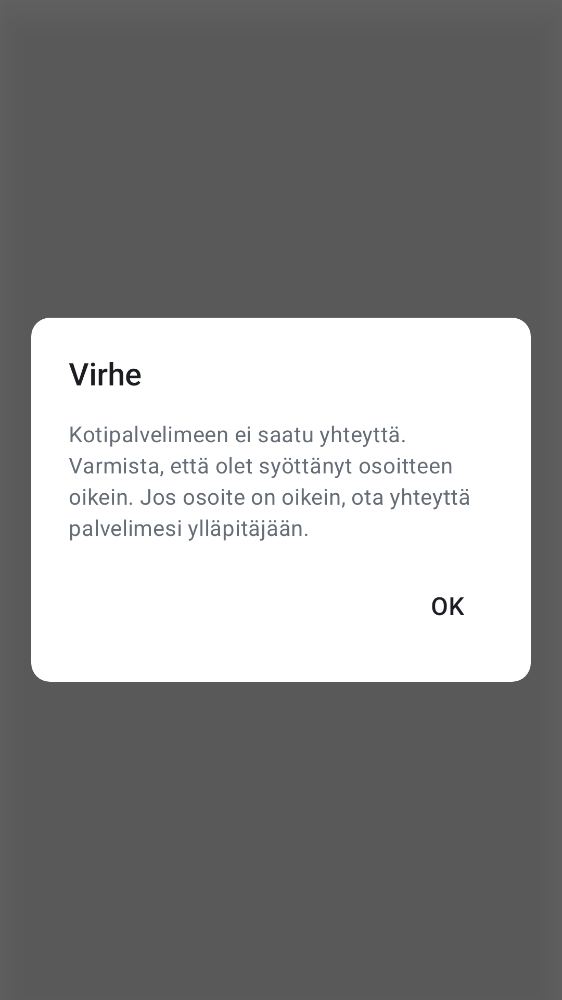 Virhe
Kotipalvelimeen ei saatu yhteyttä.
Varmista, että olet syöttänyt osoitteen
oikein. Jos osoite on oikein, ota yhteyttä
palvelimesi ylläpitäjään.
OK